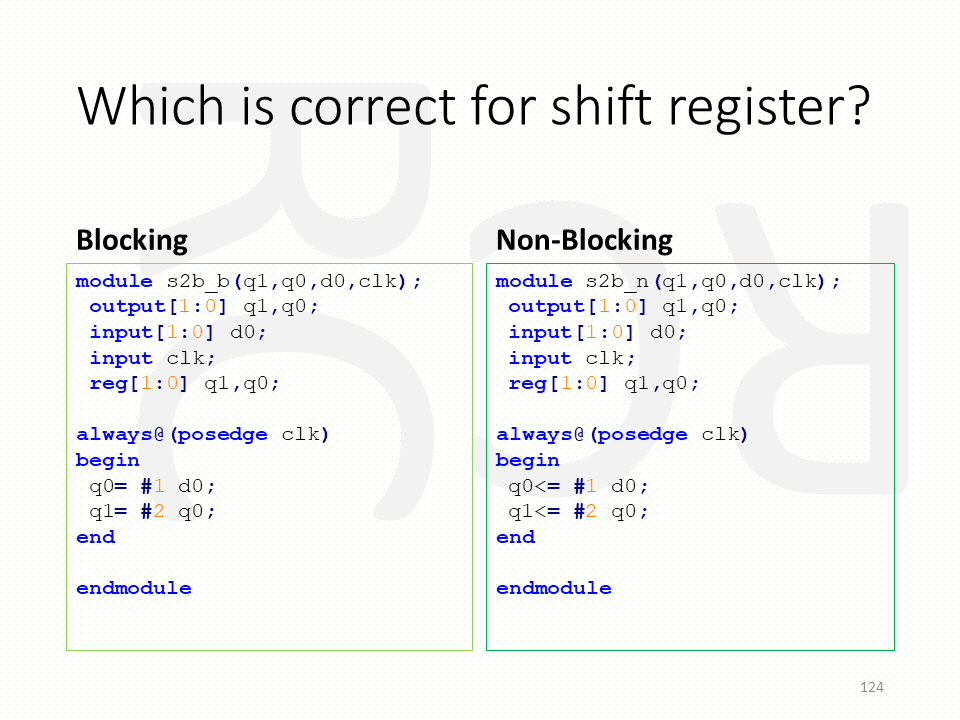 Which is correct for shift register?
Blocking
module s2b_b(q1,q0,d0,clk);
output[1:0] q1,q0;
input[1:0] d0;
input clk;
reg[1:0] q1,q0;
always@(posedge clk)
begin
q0= #1 d0;
q1= #2 q0;
end
endmodule
Non-Blocking
module s2b_n(q1,q0,d0,clk);
output[1:0] q1,q0;
input[1:0] d0;
input clk;
reg[1:0] q1,q0;
always@(posedge clk)
begin
q0<= #1 d0;
q1<= #2 q0;
end
endmodule
124